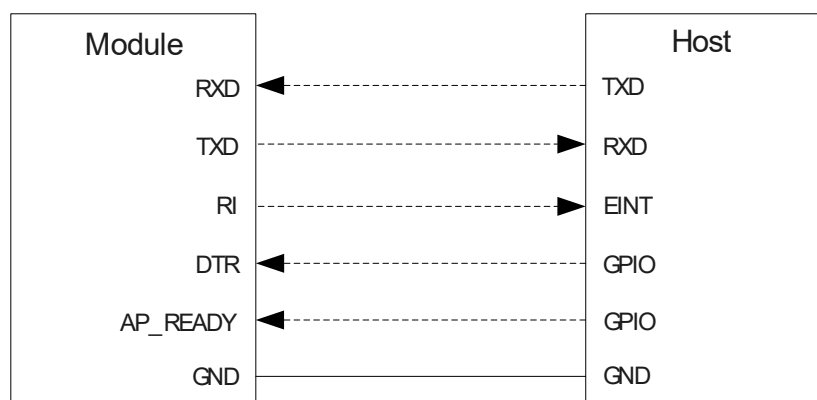 Module Host
RXD TXD
TXD RXD
RI EINT
DTR GPIO
AP_READY GPIO
GND GND